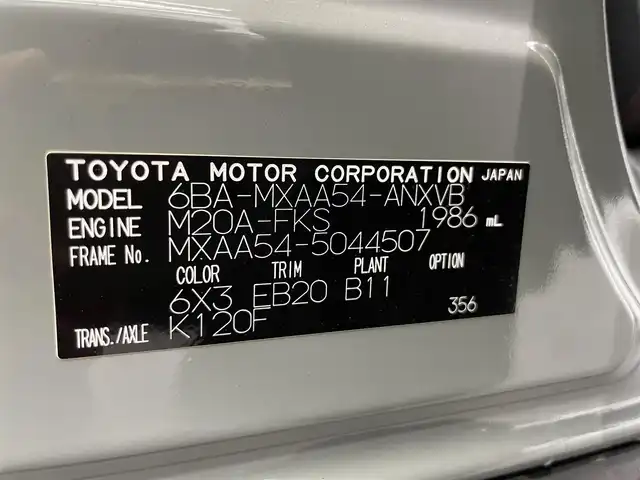 TOYOTA MOTOR CORPORATION JAPAN
MODEL 6BA-MXAA54-ANXVB
ENGINE M20A-FKS 1986 mL
FRAME No. MXAA54-5044507
COLOR TRIM PLANT OPTION
6X3 EB20 B11
TRANS./AXLE K120F 356